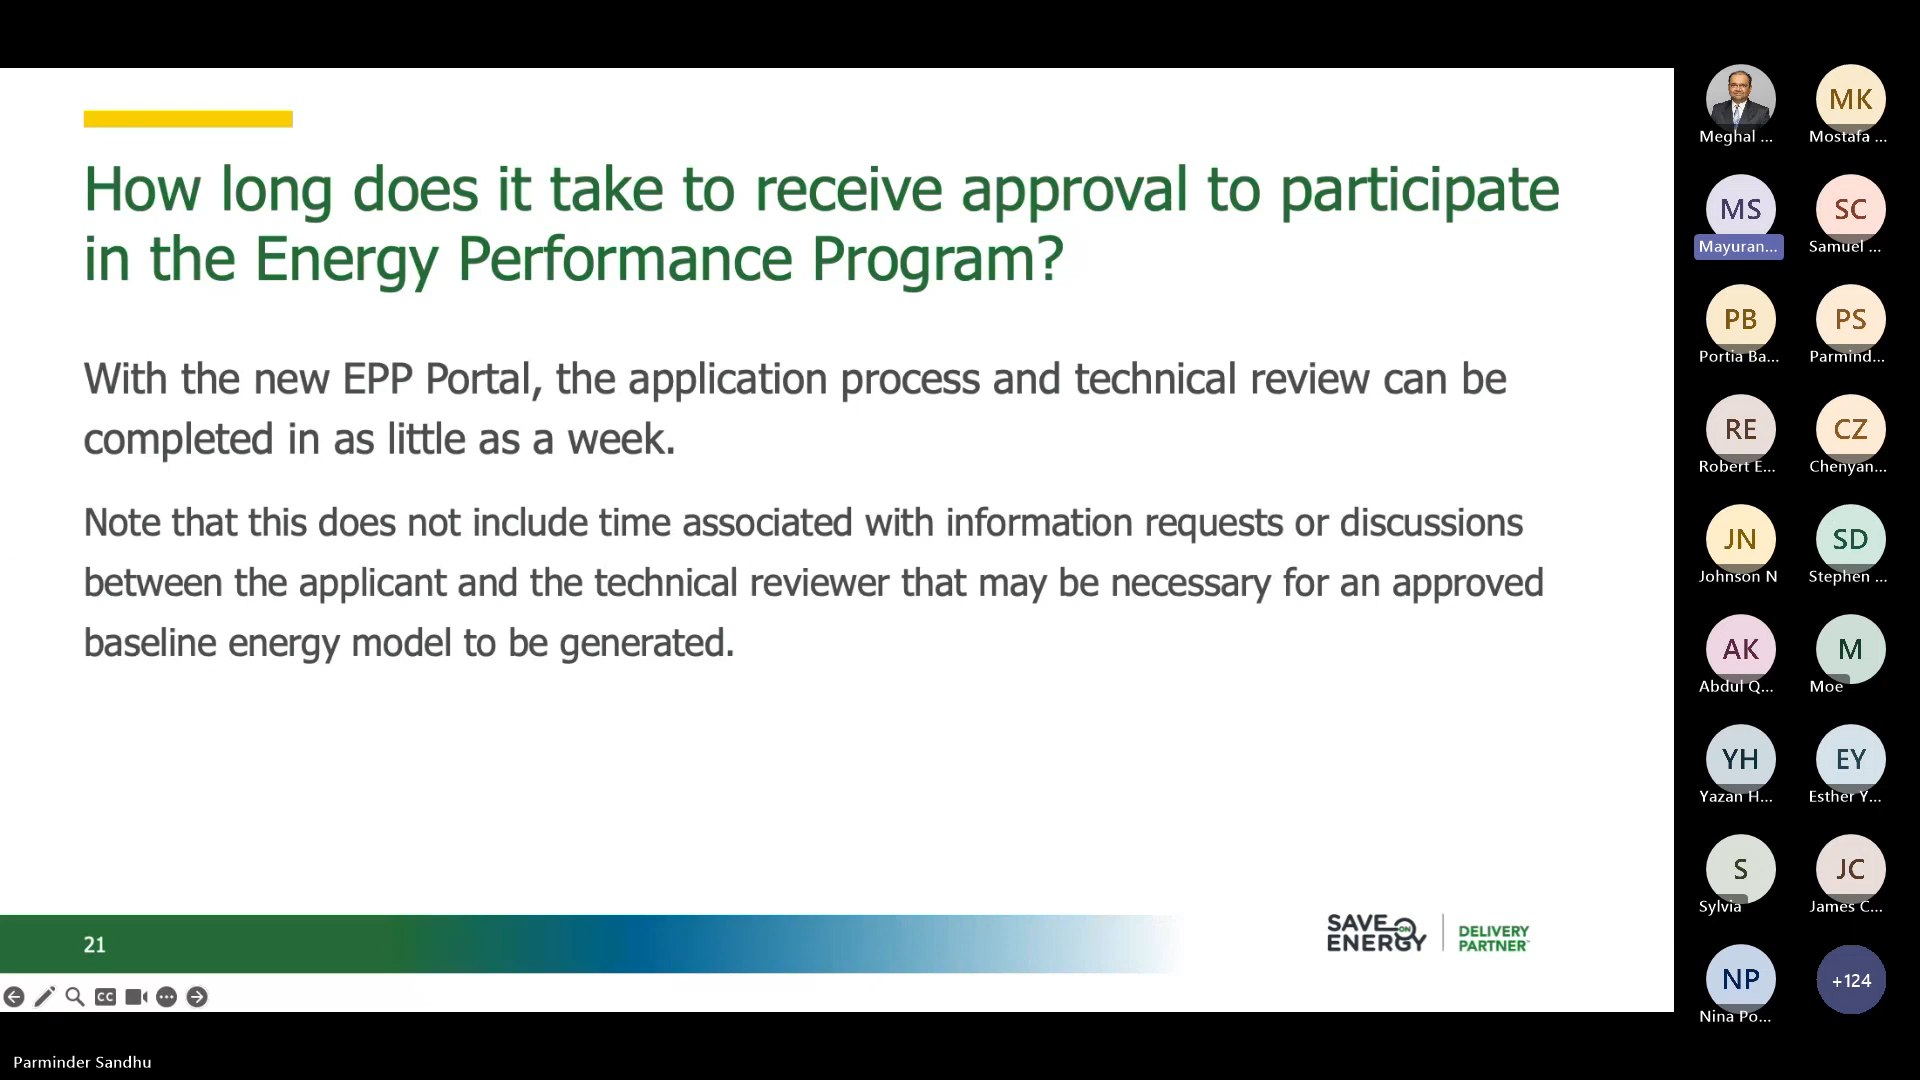 How long does it take to receive approval to participate
in the Energy Performance Program?
With the new EPP Portal, the application process and technical review can be
completed in as little as a week.
Note that this does not include time associated with information requests or discussions
between the applicant and the technical reviewer that may be necessary for an approved
baseline energy model to be generated.
21
SAVE ON
ENERGY
DELIVERY
PARTNER™
CC
Parminder Sandhu
Meghal ...
MK
Mostafa ...
MS
Mayuran...
SC
Samuel ...
PB
Portia Ba...
PS
Parmind...
RE
Robert E...
CZ
Chenyan...
JN
Johnson N
SD
Stephen ...
AK
Abdul Q...
M
Moe
YH
Yazan H...
EY
Esther Y...
S
Sylvia
JC
James C...
NP
Nina Po...
+124